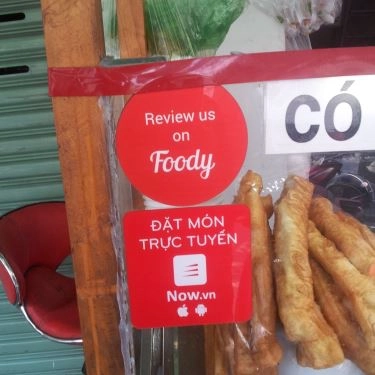 Review us
on
Foody
CÓ
ĐẶT MÓN
TRỰC TUYẾN
Now.vn